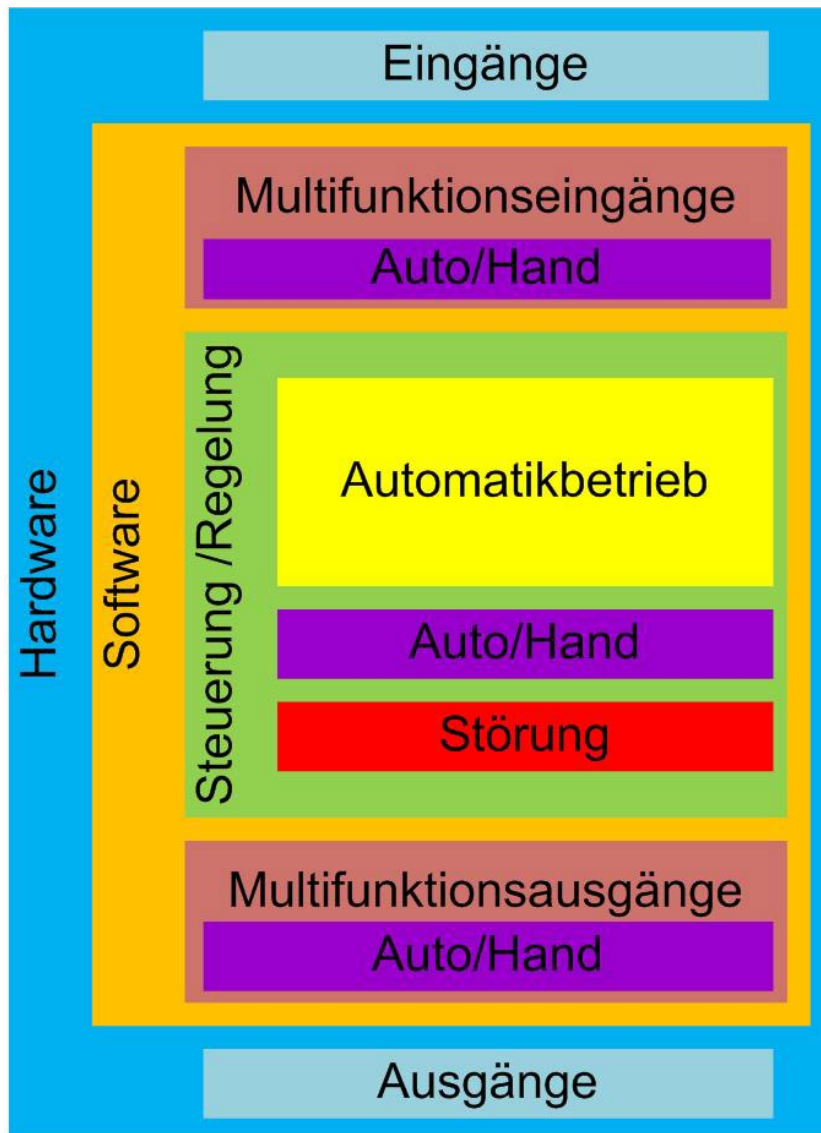 Eingänge
Multifunktionseingänge
Auto/Hand
Hardware
Software
Steuerung /Regelung
Automatikbetrieb
Auto/Hand
Störung
Multifunktionsausgänge
Auto/Hand
Ausgänge